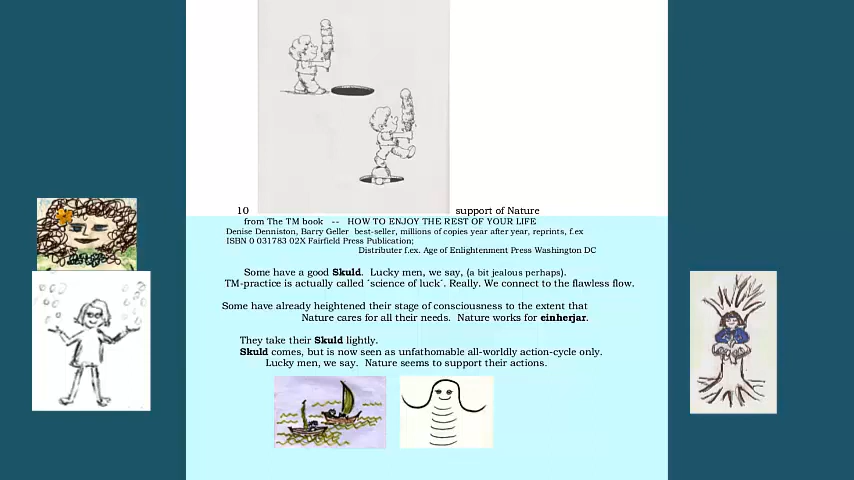 10 support of Nature
from The TM book -- HOW TO ENJOY THE REST OF YOUR LIFE
Denise Denniston, Barry Geller best-seller, millions of copies year after year, reprints, f.ex
ISBN 0 031783 02X Fairfield Press Publication;
Distributer f.ex. Age of Enlightenment Press Washington DC
Some have a good Skuld. Lucky men, we say, (a bit jealous perhaps).
TM-practice is actually called ´science of luck´. Really. We connect to the flawless flow.
Some have already heightened their stage of consciousness to the extent that
Nature cares for all their needs. Nature works for einherjar.
They take their Skuld lightly.
Skuld comes, but is now seen as unfathomable all-worldly action-cycle only.
Lucky men, we say. Nature seems to support their actions.